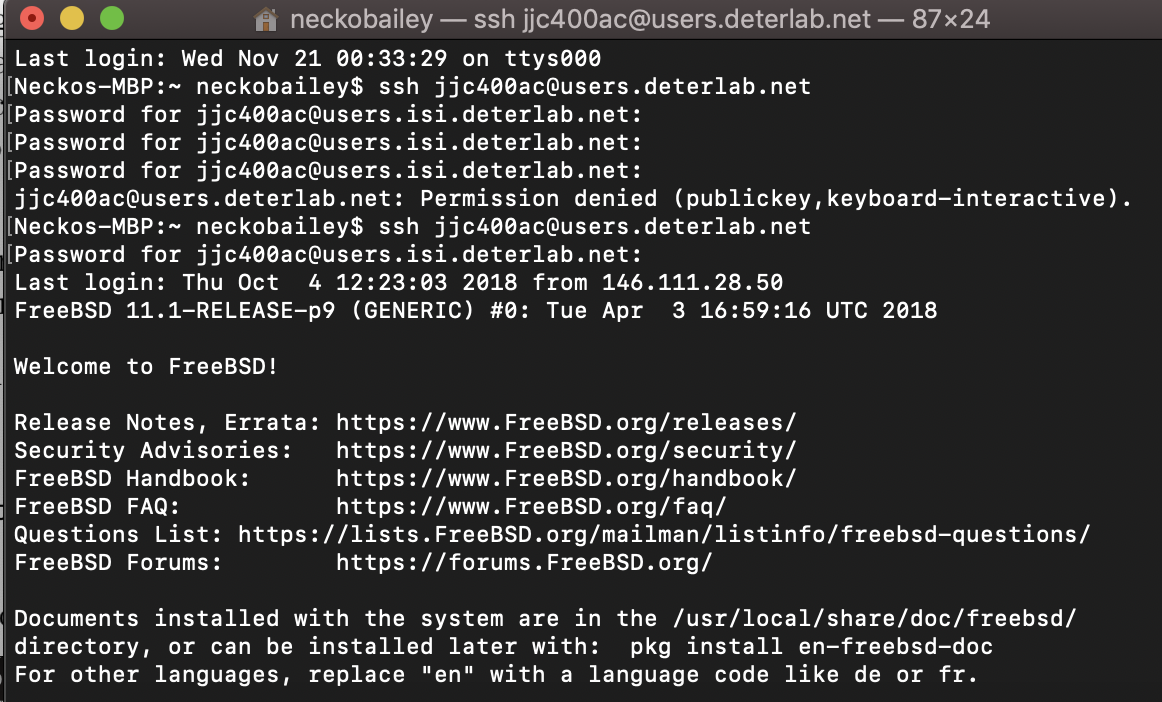 neckobailey — ssh jjc400ac@users.deterlab.net — 87×24
Last login: Wed Nov 21 00:33:29 on ttys000
[Neckos-MBP:~ neckobailey$ ssh jjc400ac@users.deterlab.net
[Password for jjc400ac@users.isi.deterlab.net:
[Password for jjc400ac@users.isi.deterlab.net:
[Password for jjc400ac@users.isi.deterlab.net:
jjc400ac@users.deterlab.net: Permission denied (publickey,keyboard-interactive).
[Neckos-MBP:~ neckobailey$ ssh jjc400ac@users.deterlab.net
[Password for jjc400ac@users.isi.deterlab.net:
Last login: Thu Oct  4 12:23:03 2018 from 146.111.28.50
FreeBSD 11.1-RELEASE-p9 (GENERIC) #0: Tue Apr  3 16:59:16 UTC 2018
Welcome to FreeBSD!
Release Notes, Errata: https://www.FreeBSD.org/releases/
Security Advisories:   https://www.FreeBSD.org/security/
FreeBSD Handbook:      https://www.FreeBSD.org/handbook/
FreeBSD FAQ:           https://www.FreeBSD.org/faq/
Questions List: https://lists.FreeBSD.org/mailman/listinfo/freebsd-questions/
FreeBSD Forums:        https://forums.FreeBSD.org/
Documents installed with the system are in the /usr/local/share/doc/freebsd/
directory, or can be installed later with:  pkg install en-freebsd-doc
For other languages, replace "en" with a language code like de or fr.